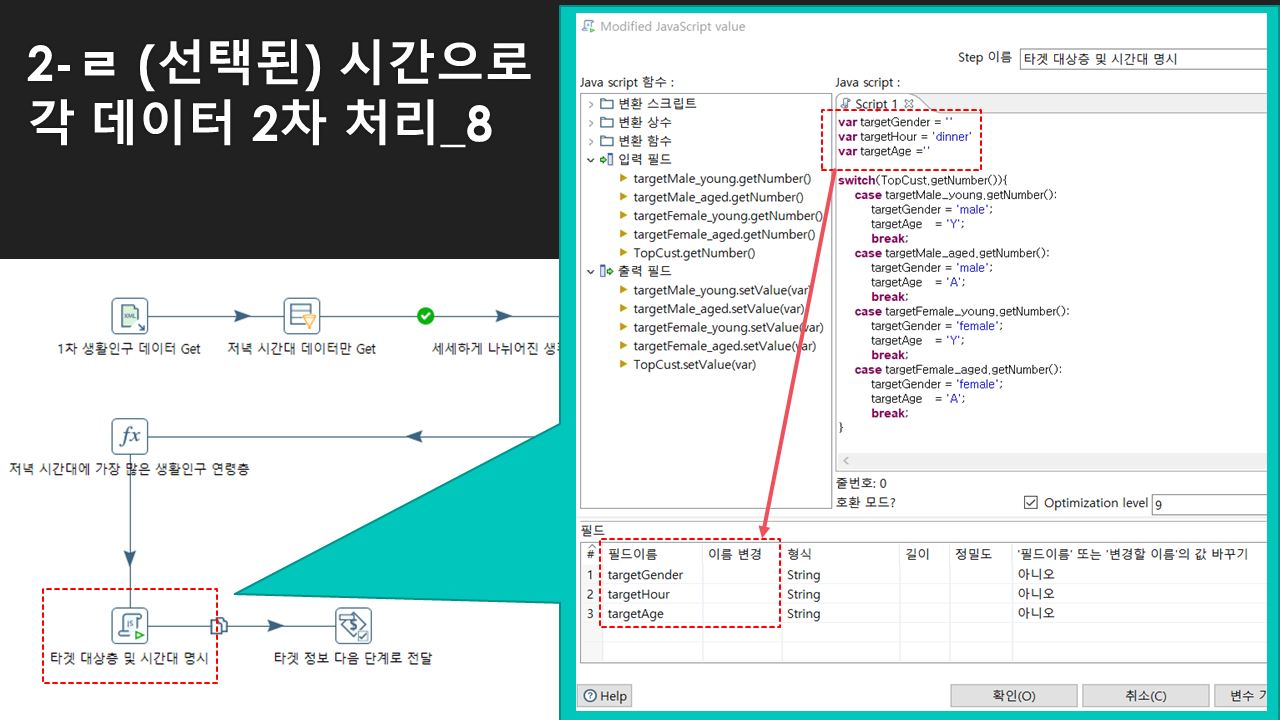 2-ㄹ (선택된) 시간으로
각 데이터 2차 처리_8
1차 생활인구 데이터 Get
저녁 시간대 데이터만 Get
세세하게 나뉘어진
fx
저녁 시간대에 가장 많은 생활인구 연령층
타겟 대상층 및 시간대 명시
타겟 정보 다음 단계로 전달
Modified JavaScript value
Step 이름 타겟 대상층 및 시간대 명시
Java script 함수 :
변환 스크립트
변환 상수
변환 함수
입력 필드
targetMale_young.getNumber()
targetMale_aged.getNumber()
targetFemale_young.getNumber()
targetFemale_aged.getNumber()
TopCust.getNumber()
출력 필드
targetMale_young.setValue(var)
targetMale_aged.setValue(var)
targetFemale_young.setValue(var)
targetFemale_aged.setValue(var)
TopCust.setValue(var)
Java script :
Script 1
var targetGender = ''
var targetHour = 'dinner'
var targetAge =''
switch(TopCust.getNumber()){
case targetMale_young.getNumber():
targetGender = 'male';
targetAge = 'Y';
break;
case targetMale_aged.getNumber():
targetGender = 'male';
targetAge = 'A';
break;
case targetFemale_young.getNumber():
targetGender = 'female';
targetAge = 'Y';
break;
case targetFemale_aged.getNumber():
targetGender = 'female';
targetAge = 'A';
break;
}
줄번호: 0
호환 모드? Optimization level 9
필드
# 필드이름 이름 변경 형식 길이 정밀도 '필드이름' 또는 '변경할 이름'의 값 바꾸기
1 targetGender String 아니오
2 targetHour String 아니오
3 targetAge String 아니오
Help 확인(O) 취소(C) 변수